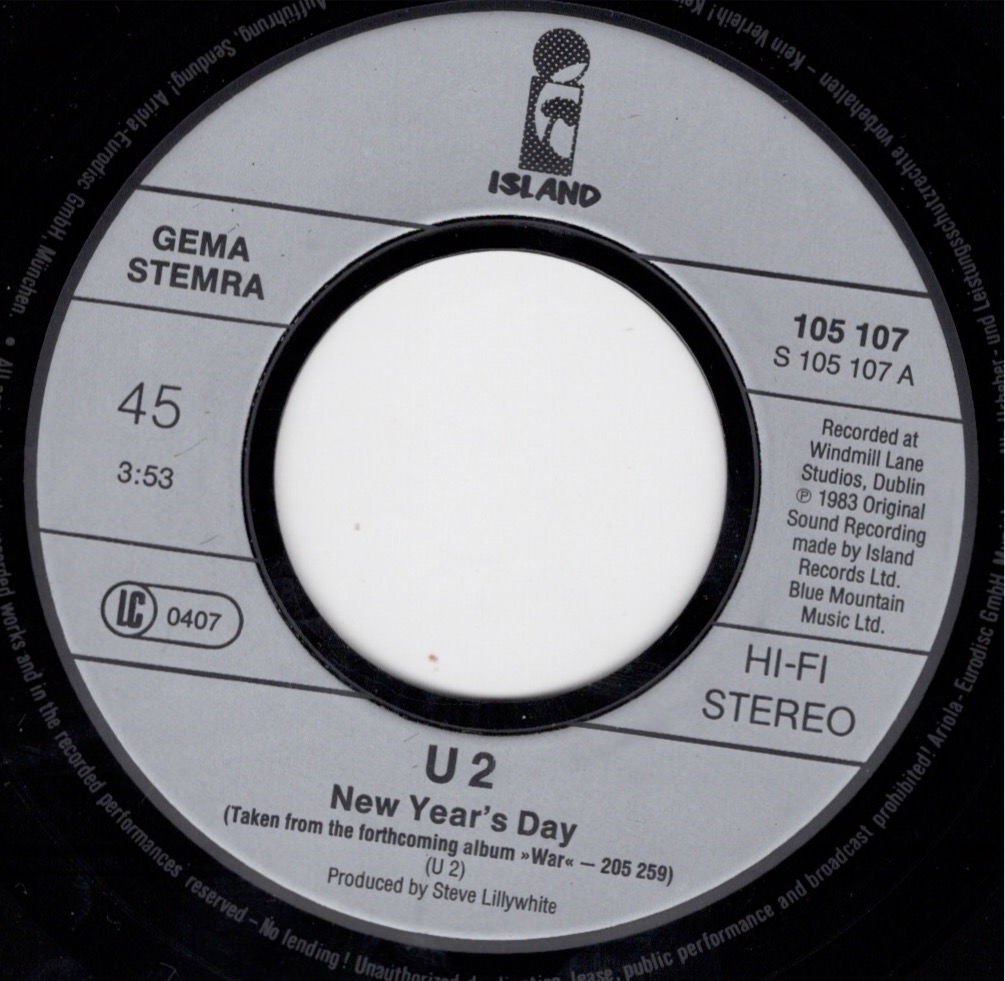 ISLAND
GEMA
STEMRA
45
3:53
LC 0407
105 107
S 105 107 A
Recorded at
Windmill Lane
Studios, Dublin
℗ 1983 Original
Sound Recording
made by Island
Records Ltd.
Blue Mountain
Music Ltd.
HI-FI
STEREO
U 2
New Year's Day
(Taken from the forthcoming album »War« — 205 259)
(U 2)
Produced by Steve Lillywhite
und Leistungsschutzrechte vorbehalten – Kein Verleih!
Aufführung, Sendung! Ariola-Eurodisc GmbH, München. •
recorded works and in the recorded performances reserved – No lending! Unauthorized duplication, lease, public performance and broadcast prohibited! Ariola-Eurodisc GmbH